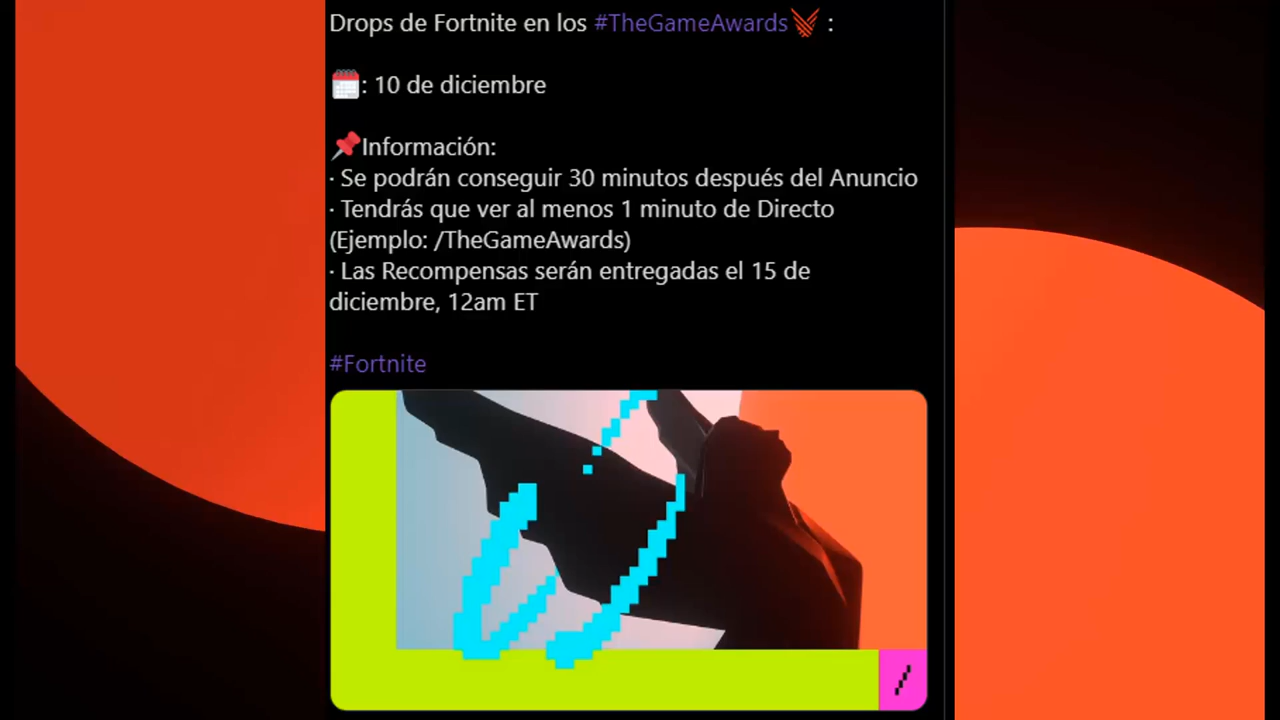 Drops de Fortnite en los #TheGameAwards :
: 10 de diciembre
Información:
· Se podrán conseguir 30 minutos después del Anuncio
· Tendrás que ver al menos 1 minuto de Directo
(Ejemplo: /TheGameAwards)
· Las Recompensas serán entregadas el 15 de
diciembre, 12am ET
#Fortnite
/